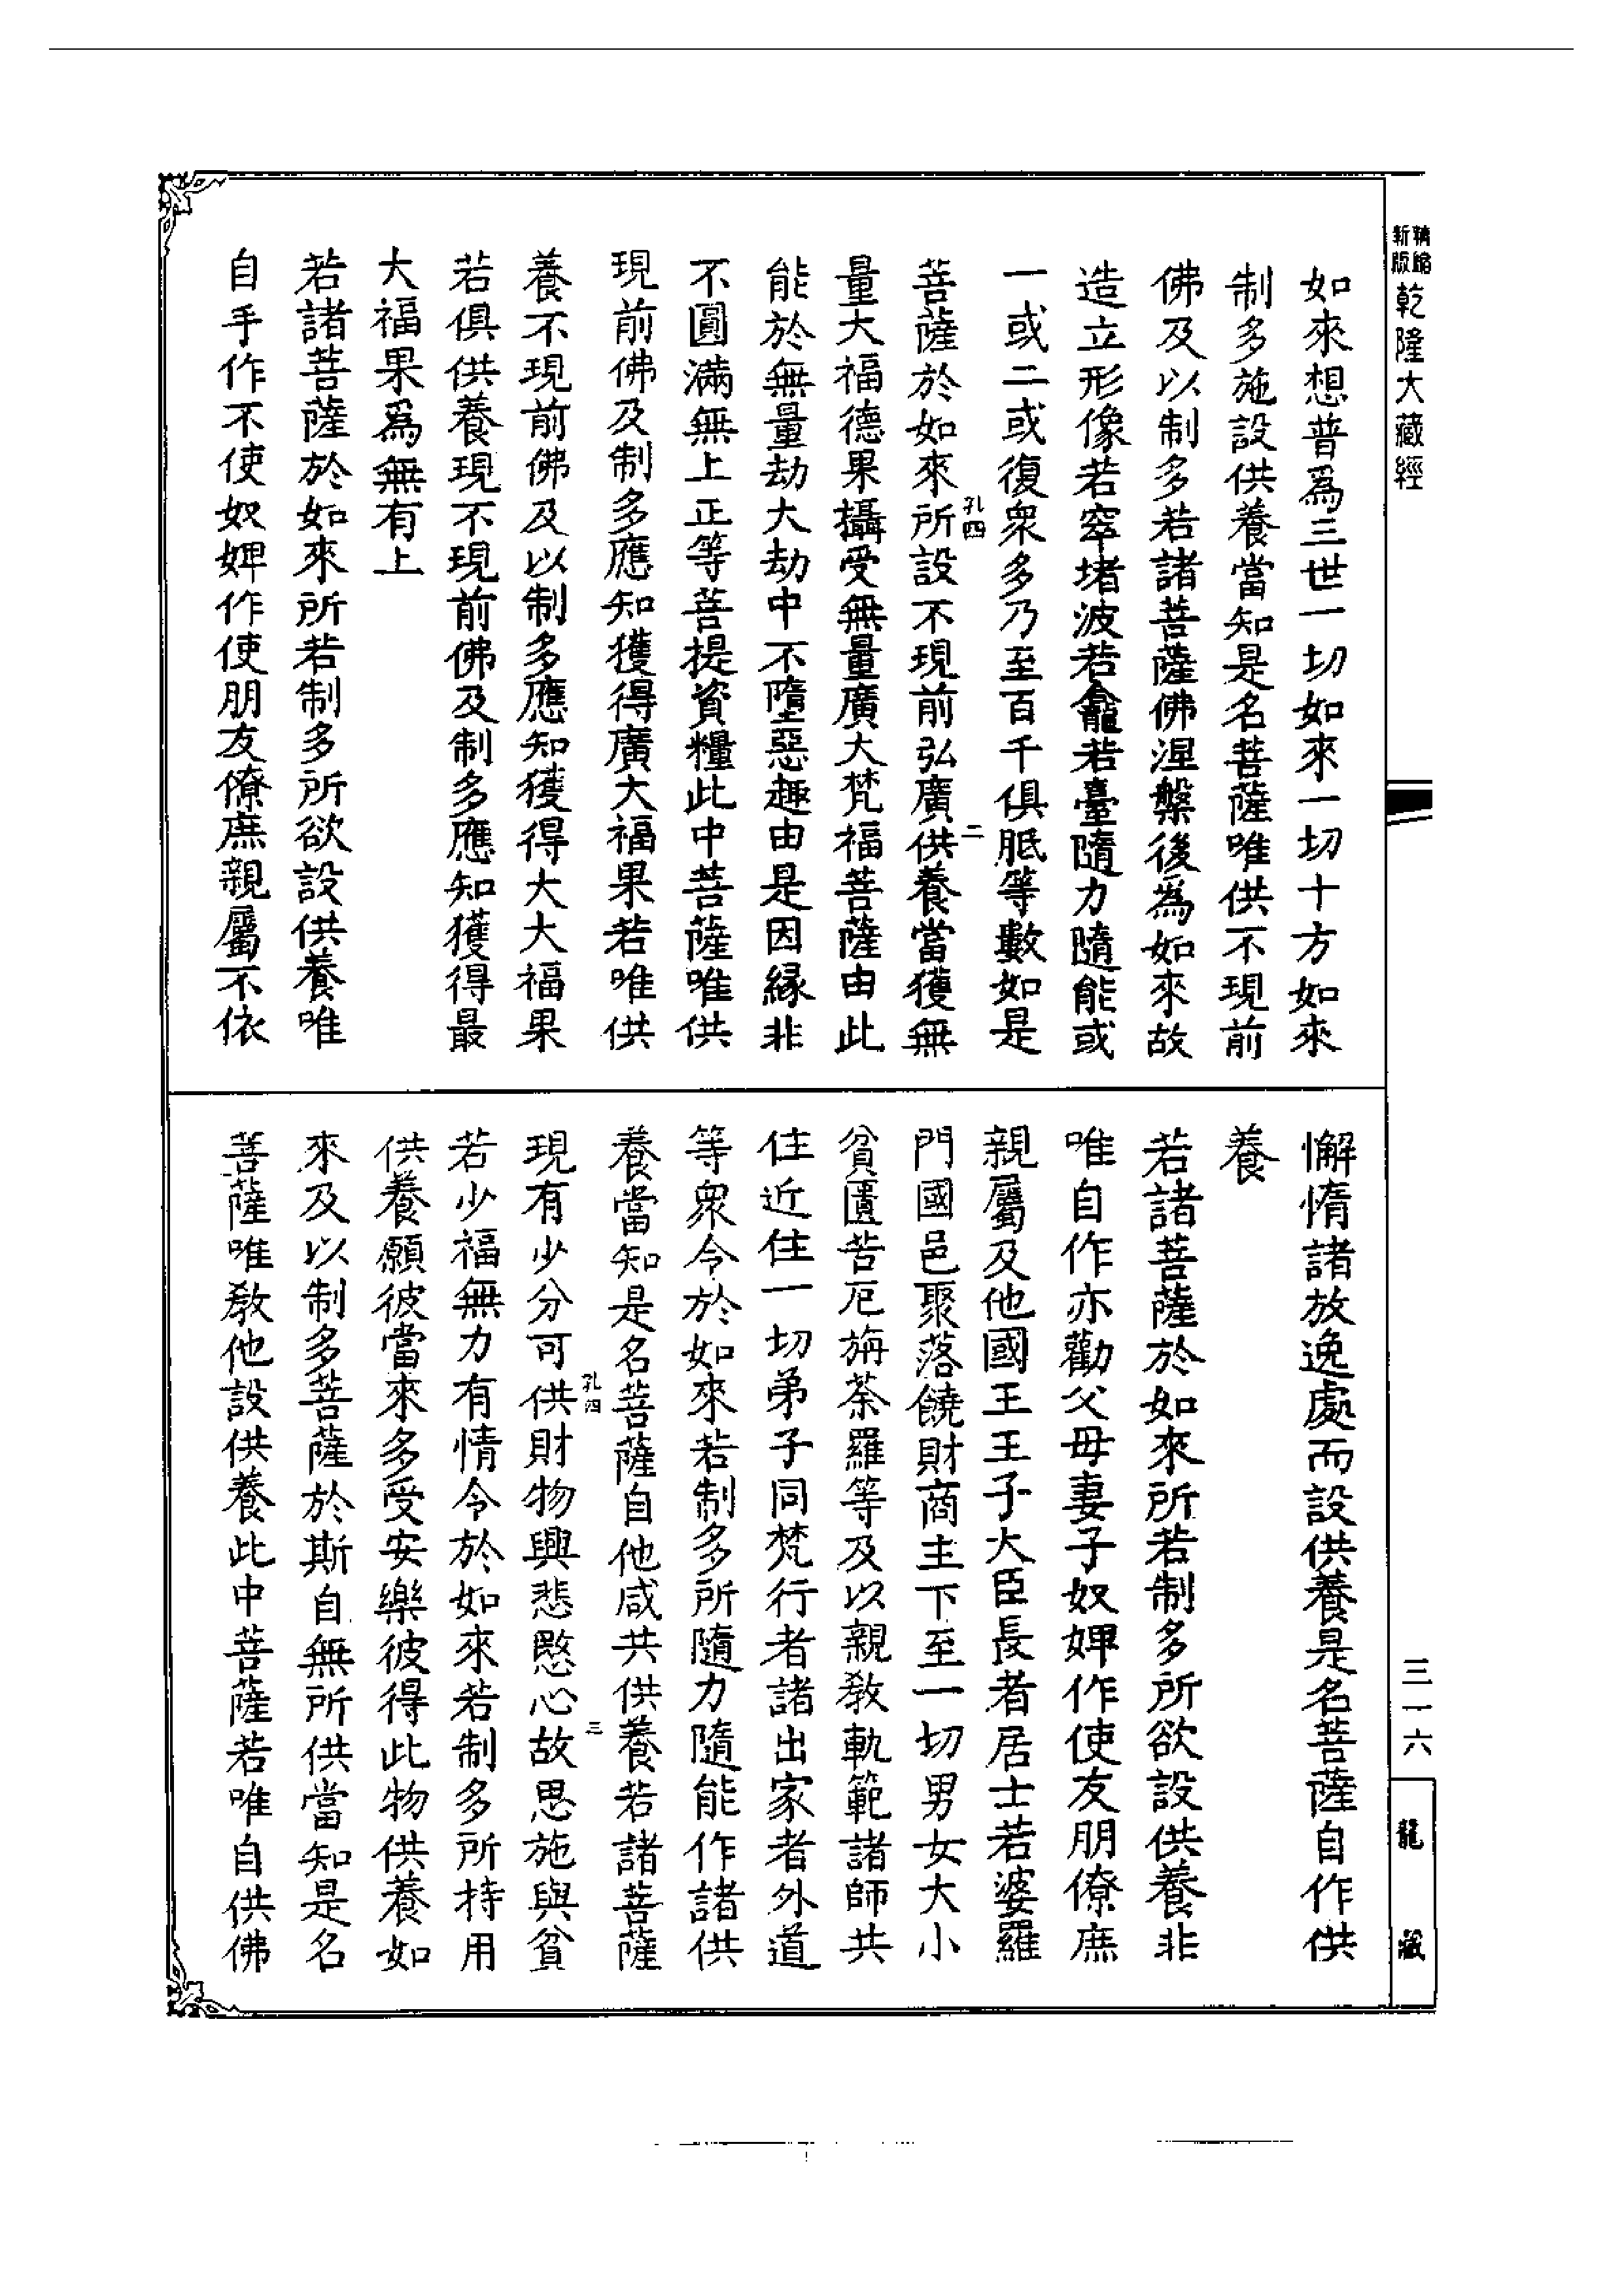 新版精縮乾隆大藏經
三一六
龍藏
如來想普爲三世一切如來一切十方如來
制多施設供養當知是名菩薩唯供不現前
佛及以制多若諸菩薩佛涅槃後爲如來故
造立形像若窣堵波若龕若臺隨力隨能或
一或二或復衆多乃至百千俱胝等數如是
菩薩於如來所設不現前弘廣供養當獲無
孔四
二
量大福德果攝受無量廣大梵福菩薩由此
能於無量劫大劫中不墮惡趣由是因緣非
不圓滿無上正等菩提資糧此中菩薩唯供
現前佛及制多應知獲得廣大福果若唯供
養不現前佛及以制多應知獲得大大福果
若俱供養現不現前佛及制多應知獲得最
大福果爲無有上
若諸菩薩於如來所若制多所欲設供養唯
自手作不使奴婢作使朋友僚庶親屬不依
懈惰諸放逸處而設供養是名菩薩自作供
養
若諸菩薩於如來所若制多所欲設供養非
唯自作亦勸父母妻子奴婢作使友朋僚庶
親屬及他國王王子大臣長者居士若婆羅
門國邑聚落饒財商主下至一切男女大小
貧匱苦厄旃荼羅等及以親教軌範諸師共
住近住一切弟子同梵行者諸出家者外道
等衆令於如來若制多所隨力隨能作諸供
養當知是名菩薩自他咸共供養若諸菩薩
孔四
三
現有少分可供財物興悲愍心故思施與貧
若少福無力有情令於如來若制多所持用
供養願彼當來多受安樂彼得此物供養如
來及以制多菩薩於斯自無所供當知是名
菩薩唯教他設供養此中菩薩若唯自供佛